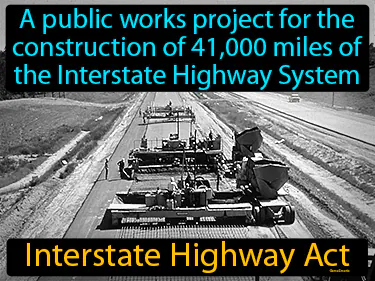 A public works project for the
construction of 41,000 miles of
the Interstate Highway System
Interstate Highway Act